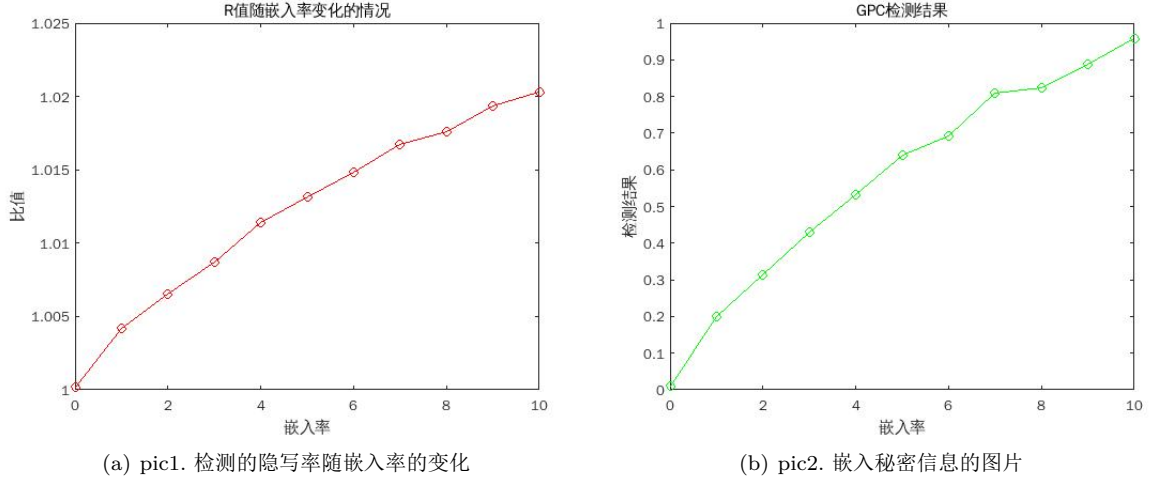 R值随嵌入率变化的情况
1.025
1.02
1.015
1.01
1.005
1
比值
0 2 4 6 8 10
嵌入率
(a) pic1. 检测的隐写率随嵌入率的变化
GPC检测结果
1
0.9
0.8
0.7
0.6
0.5
0.4
0.3
0.2
0.1
0
检测结果
0 2 4 6 8 10
嵌入率
(b) pic2. 嵌入秘密信息的图片